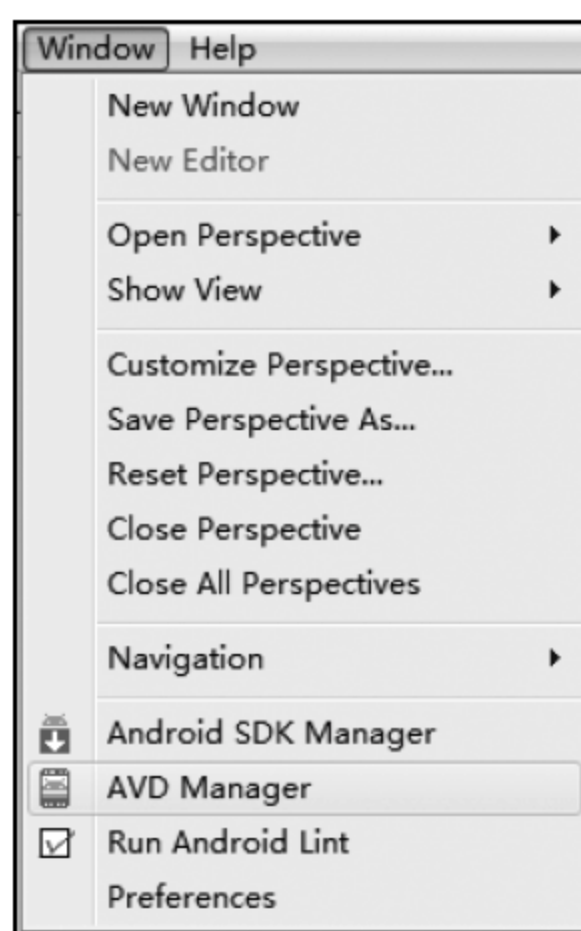 Window Help
New Window
New Editor
Open Perspective
Show View
Customize Perspective...
Save Perspective As...
Reset Perspective...
Close Perspective
Close All Perspectives
Navigation
Android SDK Manager
AVD Manager
Run Android Lint
Preferences